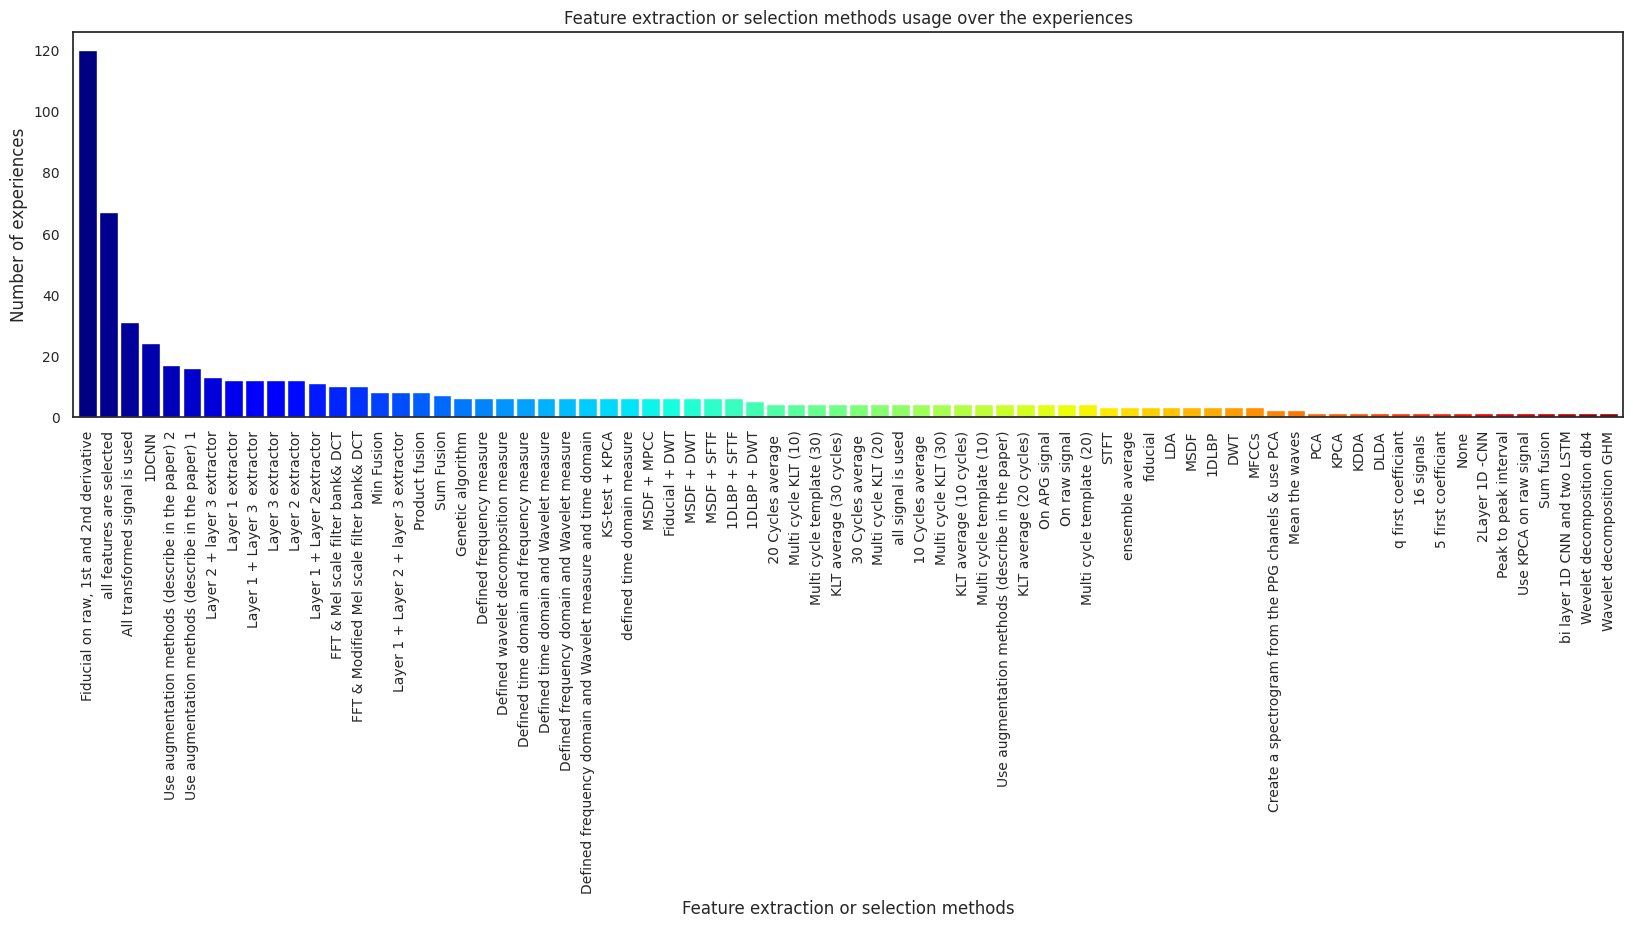 Feature extraction or selection methods usage over the experiences
Number of experiences
120
100
80
60
40
20
0
Fiducial on raw, 1st and 2nd derivative
all features are selected
All transformed signal is used
1DCNN
Use augmentation methods (describe in the paper) 2
Use augmentation methods (describe in the paper) 1
Layer 2 + layer 3 extractor
Layer 1 extractor
Layer 1 + Layer 3  extractor
Layer 3 extractor
Layer 2 extractor
Layer 1 + Layer 2extractor
FFT & Mel scale filter bank& DCT
FFT & Modified Mel scale filter bank& DCT
Min Fusion
Layer 1 + Layer 2 + layer 3 extractor
Product fusion
Sum Fusion
Genetic algorithm
Defined frequency measure
Defined wavelet decomposition measure
Defined time domain and frequency measure
Defined time domain and Wavelet measure
Defined frequency domain and Wavelet measure
Defined frequency domain and Wavelet measure and time domain
KS-test + KPCA
defined time domain measure
MSDF + MPCC
Fiducial + DWT
MSDF + DWT
MSDF + SFTF
1DLBP + SFTF
1DLBP + DWT
20 Cycles average
Multi cycle KLT (10)
Multi cycle template (30)
KLT average (30 cycles)
30 Cycles average
Multi cycle KLT (20)
all signal is used
10 Cycles average
Multi cycle KLT (30)
KLT average (10 cycles)
Multi cycle template (10)
Use augmentation methods (describe in the paper)
KLT average (20 cycles)
On APG signal
On raw signal
Multi cycle template (20)
STFT
ensemble average
fiducial
LDA
MSDF
1DLBP
DWT
MFCCs
Create a spectrogram from the PPG chanels & use PCA
Mean the waves
PCA
KPCA
KDDA
DLDA
q first coefficiant
16 signals
5 first coefficiant
None
2Layer 1D -CNN
Peak to peak interval
Use KPCA on raw signal
Sum fusion
bi layer 1D CNN and two LSTM
Wevelet decomposition db4
Wavelet decomposition GHM
Feature extraction or selection methods